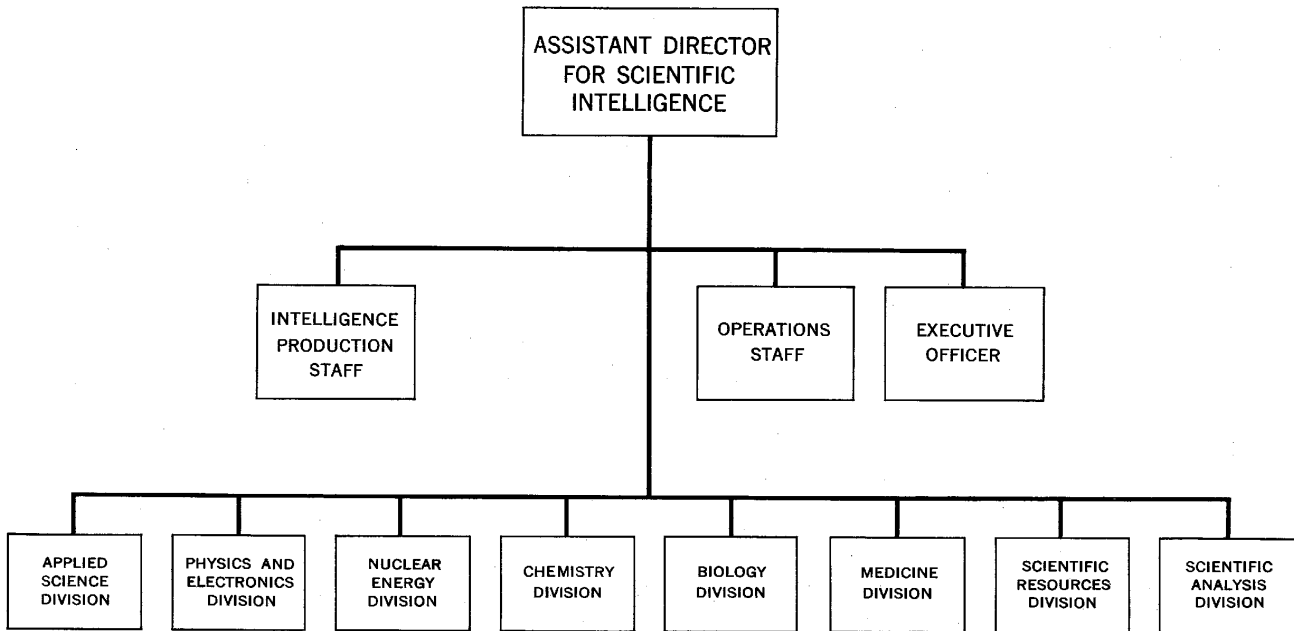 ASSISTANT DIRECTOR
FOR SCIENTIFIC
INTELLIGENCE
INTELLIGENCE
PRODUCTION
STAFF
OPERATIONS
STAFF
EXECUTIVE
OFFICER
APPLIED
SCIENCE
DIVISION
PHYSICS AND
ELECTRONICS
DIVISION
NUCLEAR
ENERGY
DIVISION
CHEMISTRY
DIVISION
BIOLOGY
DIVISION
MEDICINE
DIVISION
SCIENTIFIC
RESOURCES
DIVISION
SCIENTIFIC
ANALYSIS
DIVISION